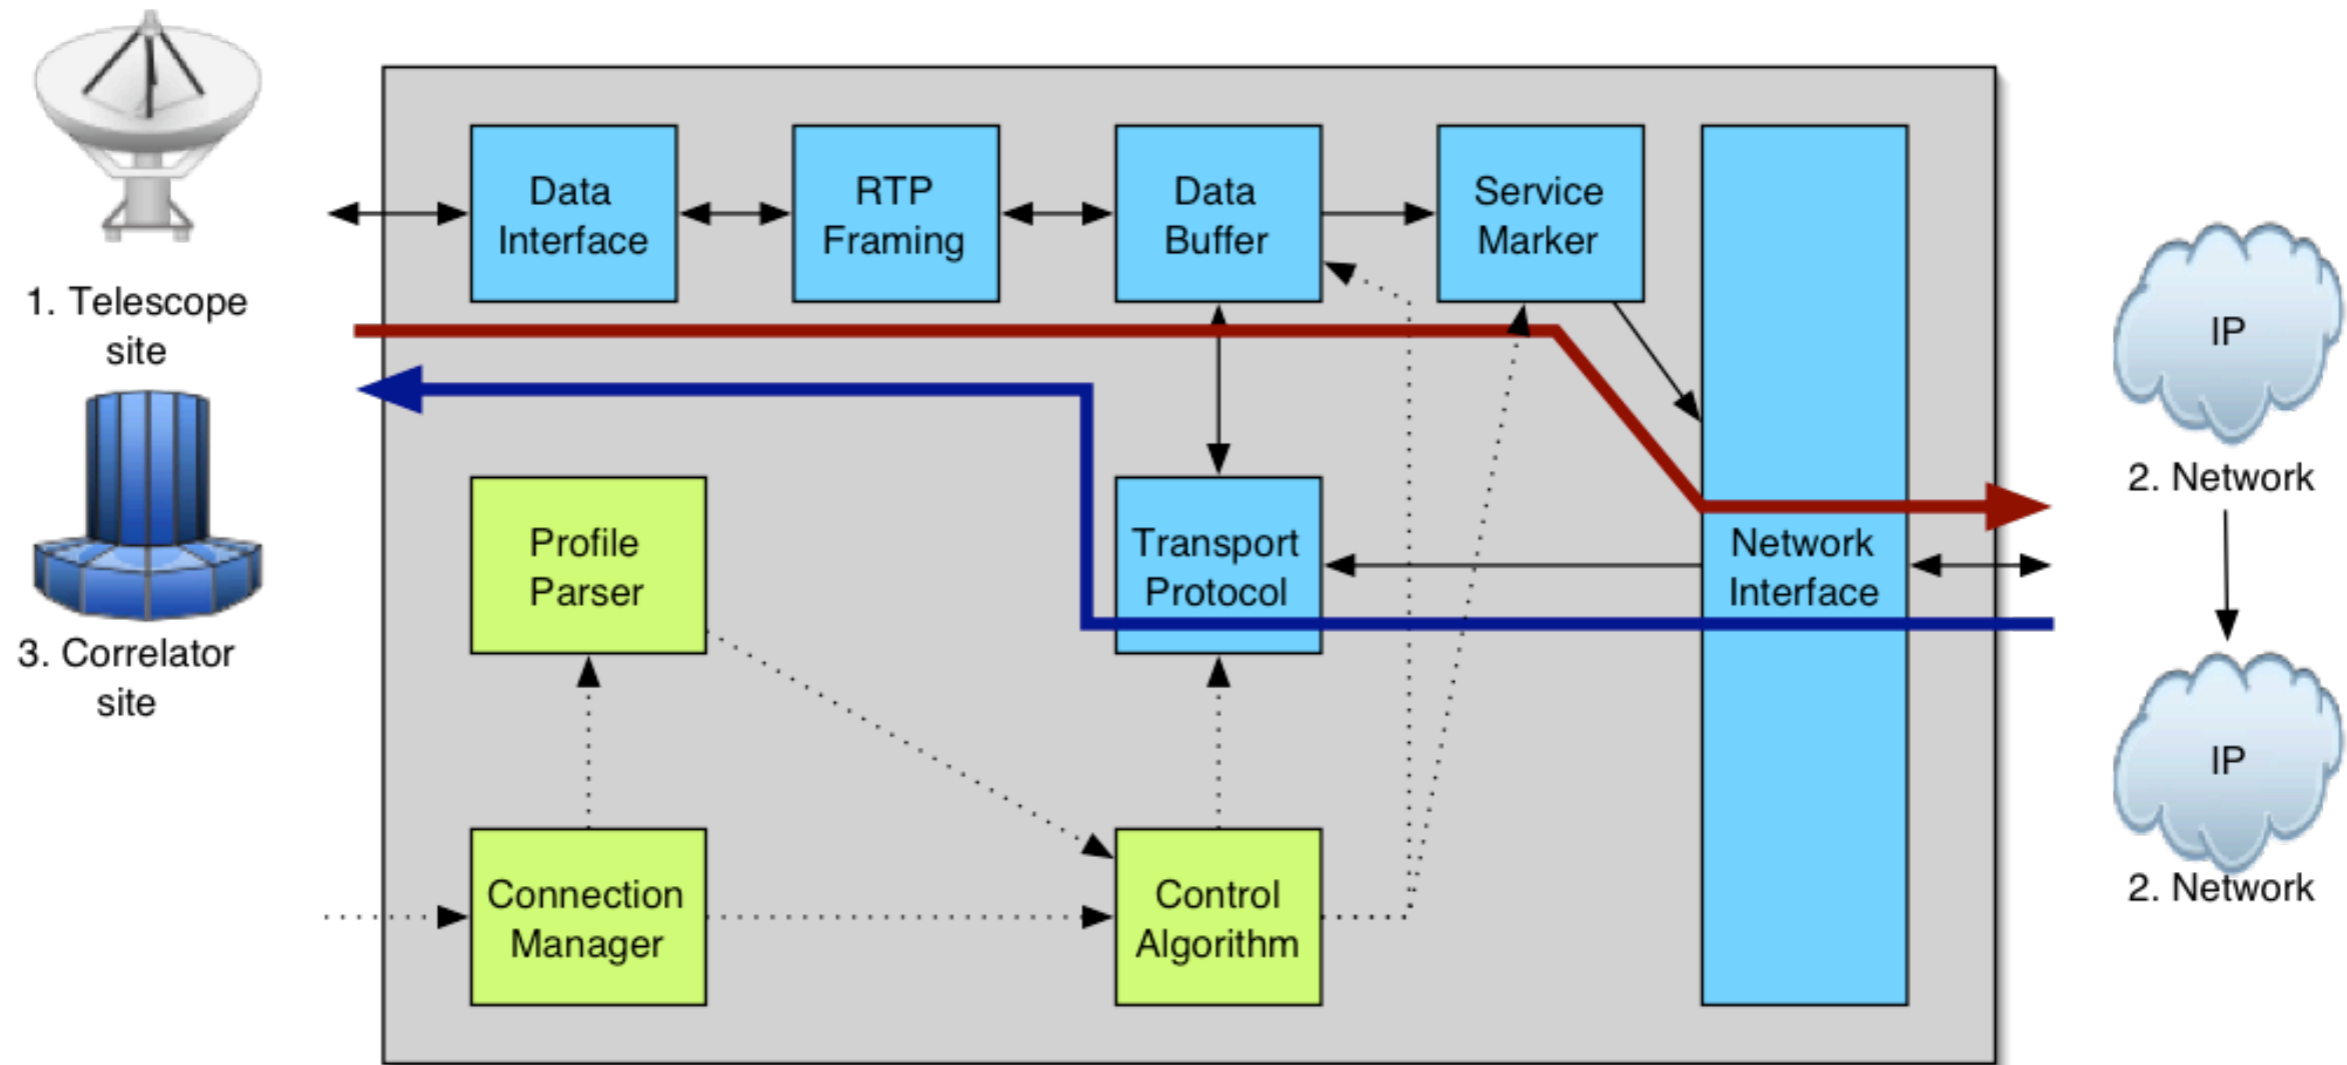 1. Telescope
site
3. Correlator
site
Data
Interface
RTP
Framing
Data
Buffer
Service
Marker
Profile
Parser
Transport
Protocol
Network
Interface
Connection
Manager
Control
Algorithm
IP
2. Network
IP
2. Network